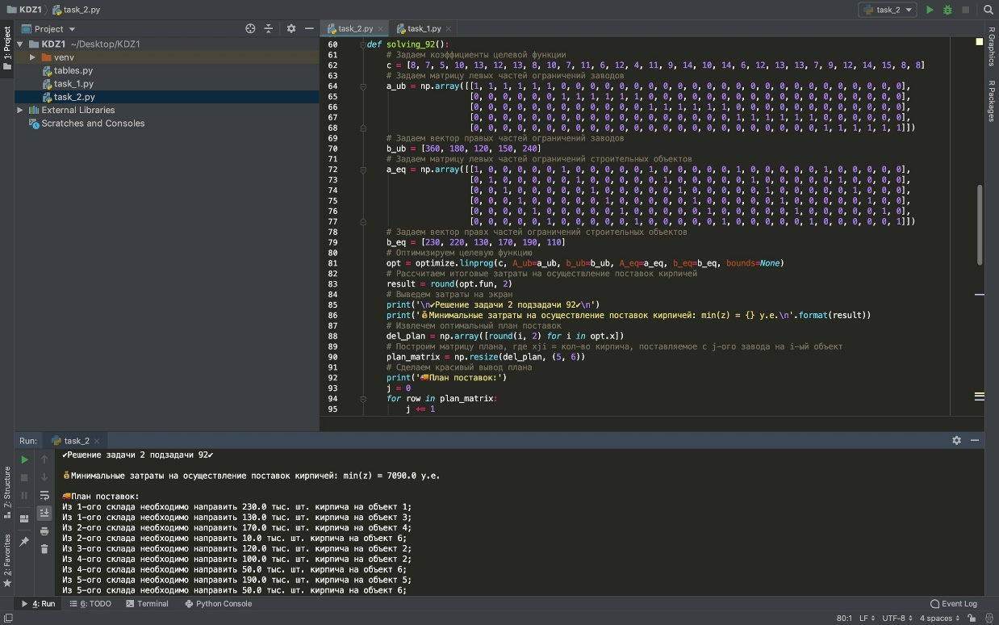 KDZ1 task_2.py task_2
1: Project
Project
KDZ1 ~/Desktop/KDZ1
venv
tables.py
task_1.py
task_2.py
External Libraries
Scratches and Consoles
task_2.py × task_1.py ×
60 def solving_92():
61 # Задаем коэффициенты целевой функции
62 c = [8, 7, 5, 10, 13, 12, 13, 8, 10, 7, 11, 6, 12, 4, 11, 9, 14, 10, 14, 6, 12, 13, 13, 7, 9, 12, 14, 15, 8, 8]
63 # Задаем матрицу левых частей ограничений заводов
64 a_ub = np.array([[1, 1, 1, 1, 1, 1, 0, 0, 0, 0, 0, 0, 0, 0, 0, 0, 0, 0, 0, 0, 0, 0, 0, 0, 0, 0, 0, 0, 0, 0],
65 [0, 0, 0, 0, 0, 0, 1, 1, 1, 1, 1, 1, 0, 0, 0, 0, 0, 0, 0, 0, 0, 0, 0, 0, 0, 0, 0, 0, 0, 0],
66 [0, 0, 0, 0, 0, 0, 0, 0, 0, 0, 0, 0, 1, 1, 1, 1, 1, 1, 0, 0, 0, 0, 0, 0, 0, 0, 0, 0, 0, 0],
67 [0, 0, 0, 0, 0, 0, 0, 0, 0, 0, 0, 0, 0, 0, 0, 0, 0, 0, 1, 1, 1, 1, 1, 1, 0, 0, 0, 0, 0, 0],
68 [0, 0, 0, 0, 0, 0, 0, 0, 0, 0, 0, 0, 0, 0, 0, 0, 0, 0, 0, 0, 0, 0, 0, 0, 1, 1, 1, 1, 1, 1]])
69 # Задаем вектор правых частей ограничений заводов
70 b_ub = [360, 180, 120, 150, 240]
71 # Задаем матрицу левых частей ограничений строительных объектов
72 a_eq = np.array([[1, 0, 0, 0, 0, 0, 1, 0, 0, 0, 0, 0, 1, 0, 0, 0, 0, 0, 1, 0, 0, 0, 0, 0, 1, 0, 0, 0, 0, 0],
73 [0, 1, 0, 0, 0, 0, 0, 1, 0, 0, 0, 0, 0, 1, 0, 0, 0, 0, 0, 1, 0, 0, 0, 0, 0, 1, 0, 0, 0, 0],
74 [0, 0, 1, 0, 0, 0, 0, 0, 1, 0, 0, 0, 0, 0, 1, 0, 0, 0, 0, 0, 1, 0, 0, 0, 0, 0, 1, 0, 0, 0],
75 [0, 0, 0, 1, 0, 0, 0, 0, 0, 1, 0, 0, 0, 0, 0, 1, 0, 0, 0, 0, 0, 1, 0, 0, 0, 0, 0, 1, 0, 0],
76 [0, 0, 0, 0, 1, 0, 0, 0, 0, 0, 1, 0, 0, 0, 0, 0, 1, 0, 0, 0, 0, 0, 1, 0, 0, 0, 0, 0, 1, 0],
77 [0, 0, 0, 0, 0, 1, 0, 0, 0, 0, 0, 1, 0, 0, 0, 0, 0, 1, 0, 0, 0, 0, 0, 1, 0, 0, 0, 0, 0, 1]])
78 # Задаем вектор правх частей ограничений строительных объектов
79 b_eq = [230, 220, 130, 170, 190, 110]
80 # Оптимизируем целевую функцию
81 opt = optimize.linprog(c, A_ub=a_ub, b_ub=b_ub, A_eq=a_eq, b_eq=b_eq, bounds=None)
82 # Рассчитаем итоговые затраты на осуществление поставок кирпичей
83 result = round(opt.fun, 2)
84 # Выведем затраты на экран
85 print('\n✔Решение задачи 2 подзадачи 92✔\n')
86 print('💰Минимальные затраты на осуществление поставок кирпичей: min(z) = {} у.е.\n'.format(result))
87 # Извлечем оптимальный план поставок
88 del_plan = np.array([round(i, 2) for i in opt.x])
89 # Построим матрицу плана, где xji = кол-во кирпича, поставляемое с j-ого завода на i-ый объект
90 plan_matrix = np.resize(del_plan, (5, 6))
91 # Сделаем красивый вывод плана
92 print('🚚План поставок:')
93 j = 0
94 for row in plan_matrix:
95 j += 1
R Graphics
R Packages
Run: task_2 ×
✔Решение задачи 2 подзадачи 92✔
💰Минимальные затраты на осуществление поставок кирпичей: min(z) = 7090.0 у.е.
🚚План поставок:
Из 1-ого склада необходимо направить 230.0 тыс. шт. кирпича на объект 1;
Из 1-ого склада необходимо направить 130.0 тыс. шт. кирпича на объект 3;
Из 2-ого склада необходимо направить 170.0 тыс. шт. кирпича на объект 4;
Из 2-ого склада необходимо направить 10.0 тыс. шт. кирпича на объект 6;
Из 3-ого склада необходимо направить 120.0 тыс. шт. кирпича на объект 2;
Из 4-ого склада необходимо направить 100.0 тыс. шт. кирпича на объект 2;
Из 4-ого склада необходимо направить 50.0 тыс. шт. кирпича на объект 6;
Из 5-ого склада необходимо направить 190.0 тыс. шт. кирпича на объект 5;
Из 5-ого склада необходимо направить 50.0 тыс. шт. кирпича на объект 6;
Z: Structure
2: Favorites
4: Run 6: TODO Terminal Python Console Event Log
80:1 LF UTF-8 4 spaces